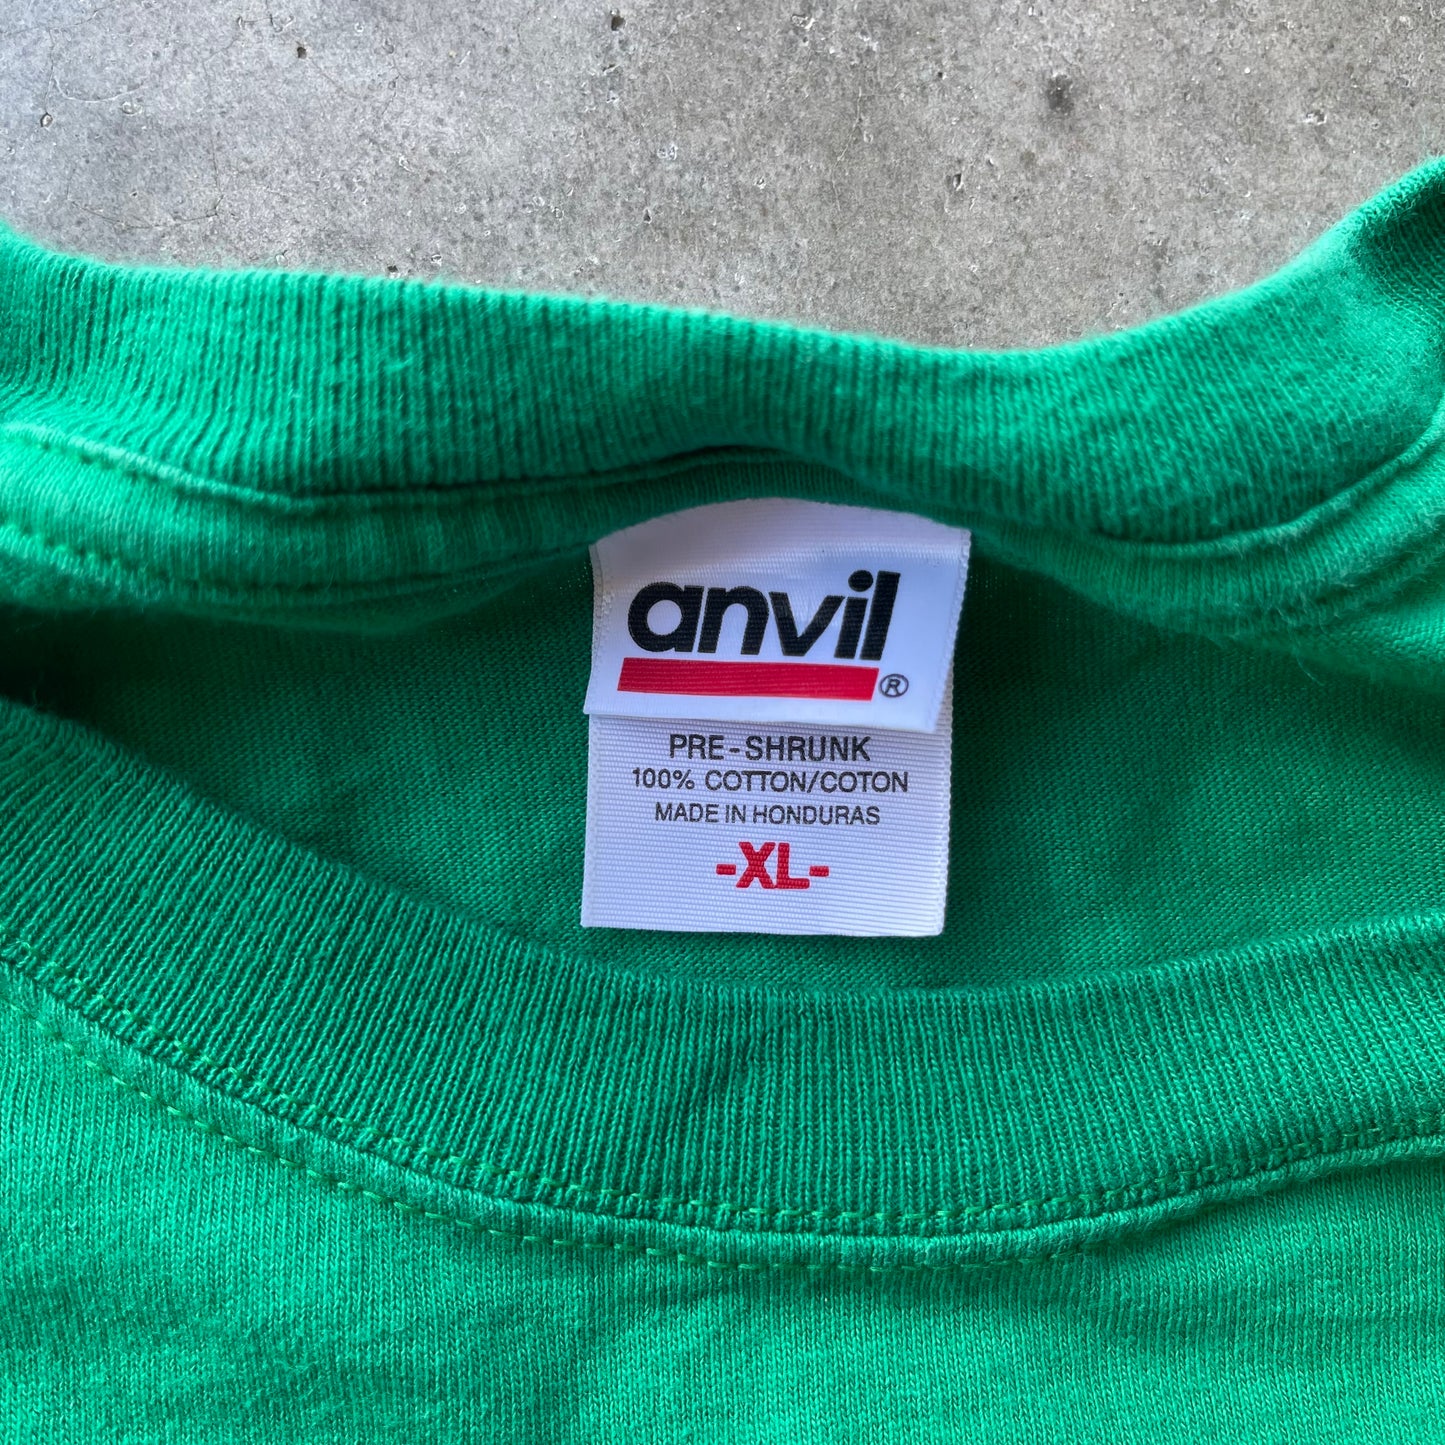 anvil
®
PRE-SHRUNK
100% COTTON/COTON
MADE IN HONDURAS
-XL-